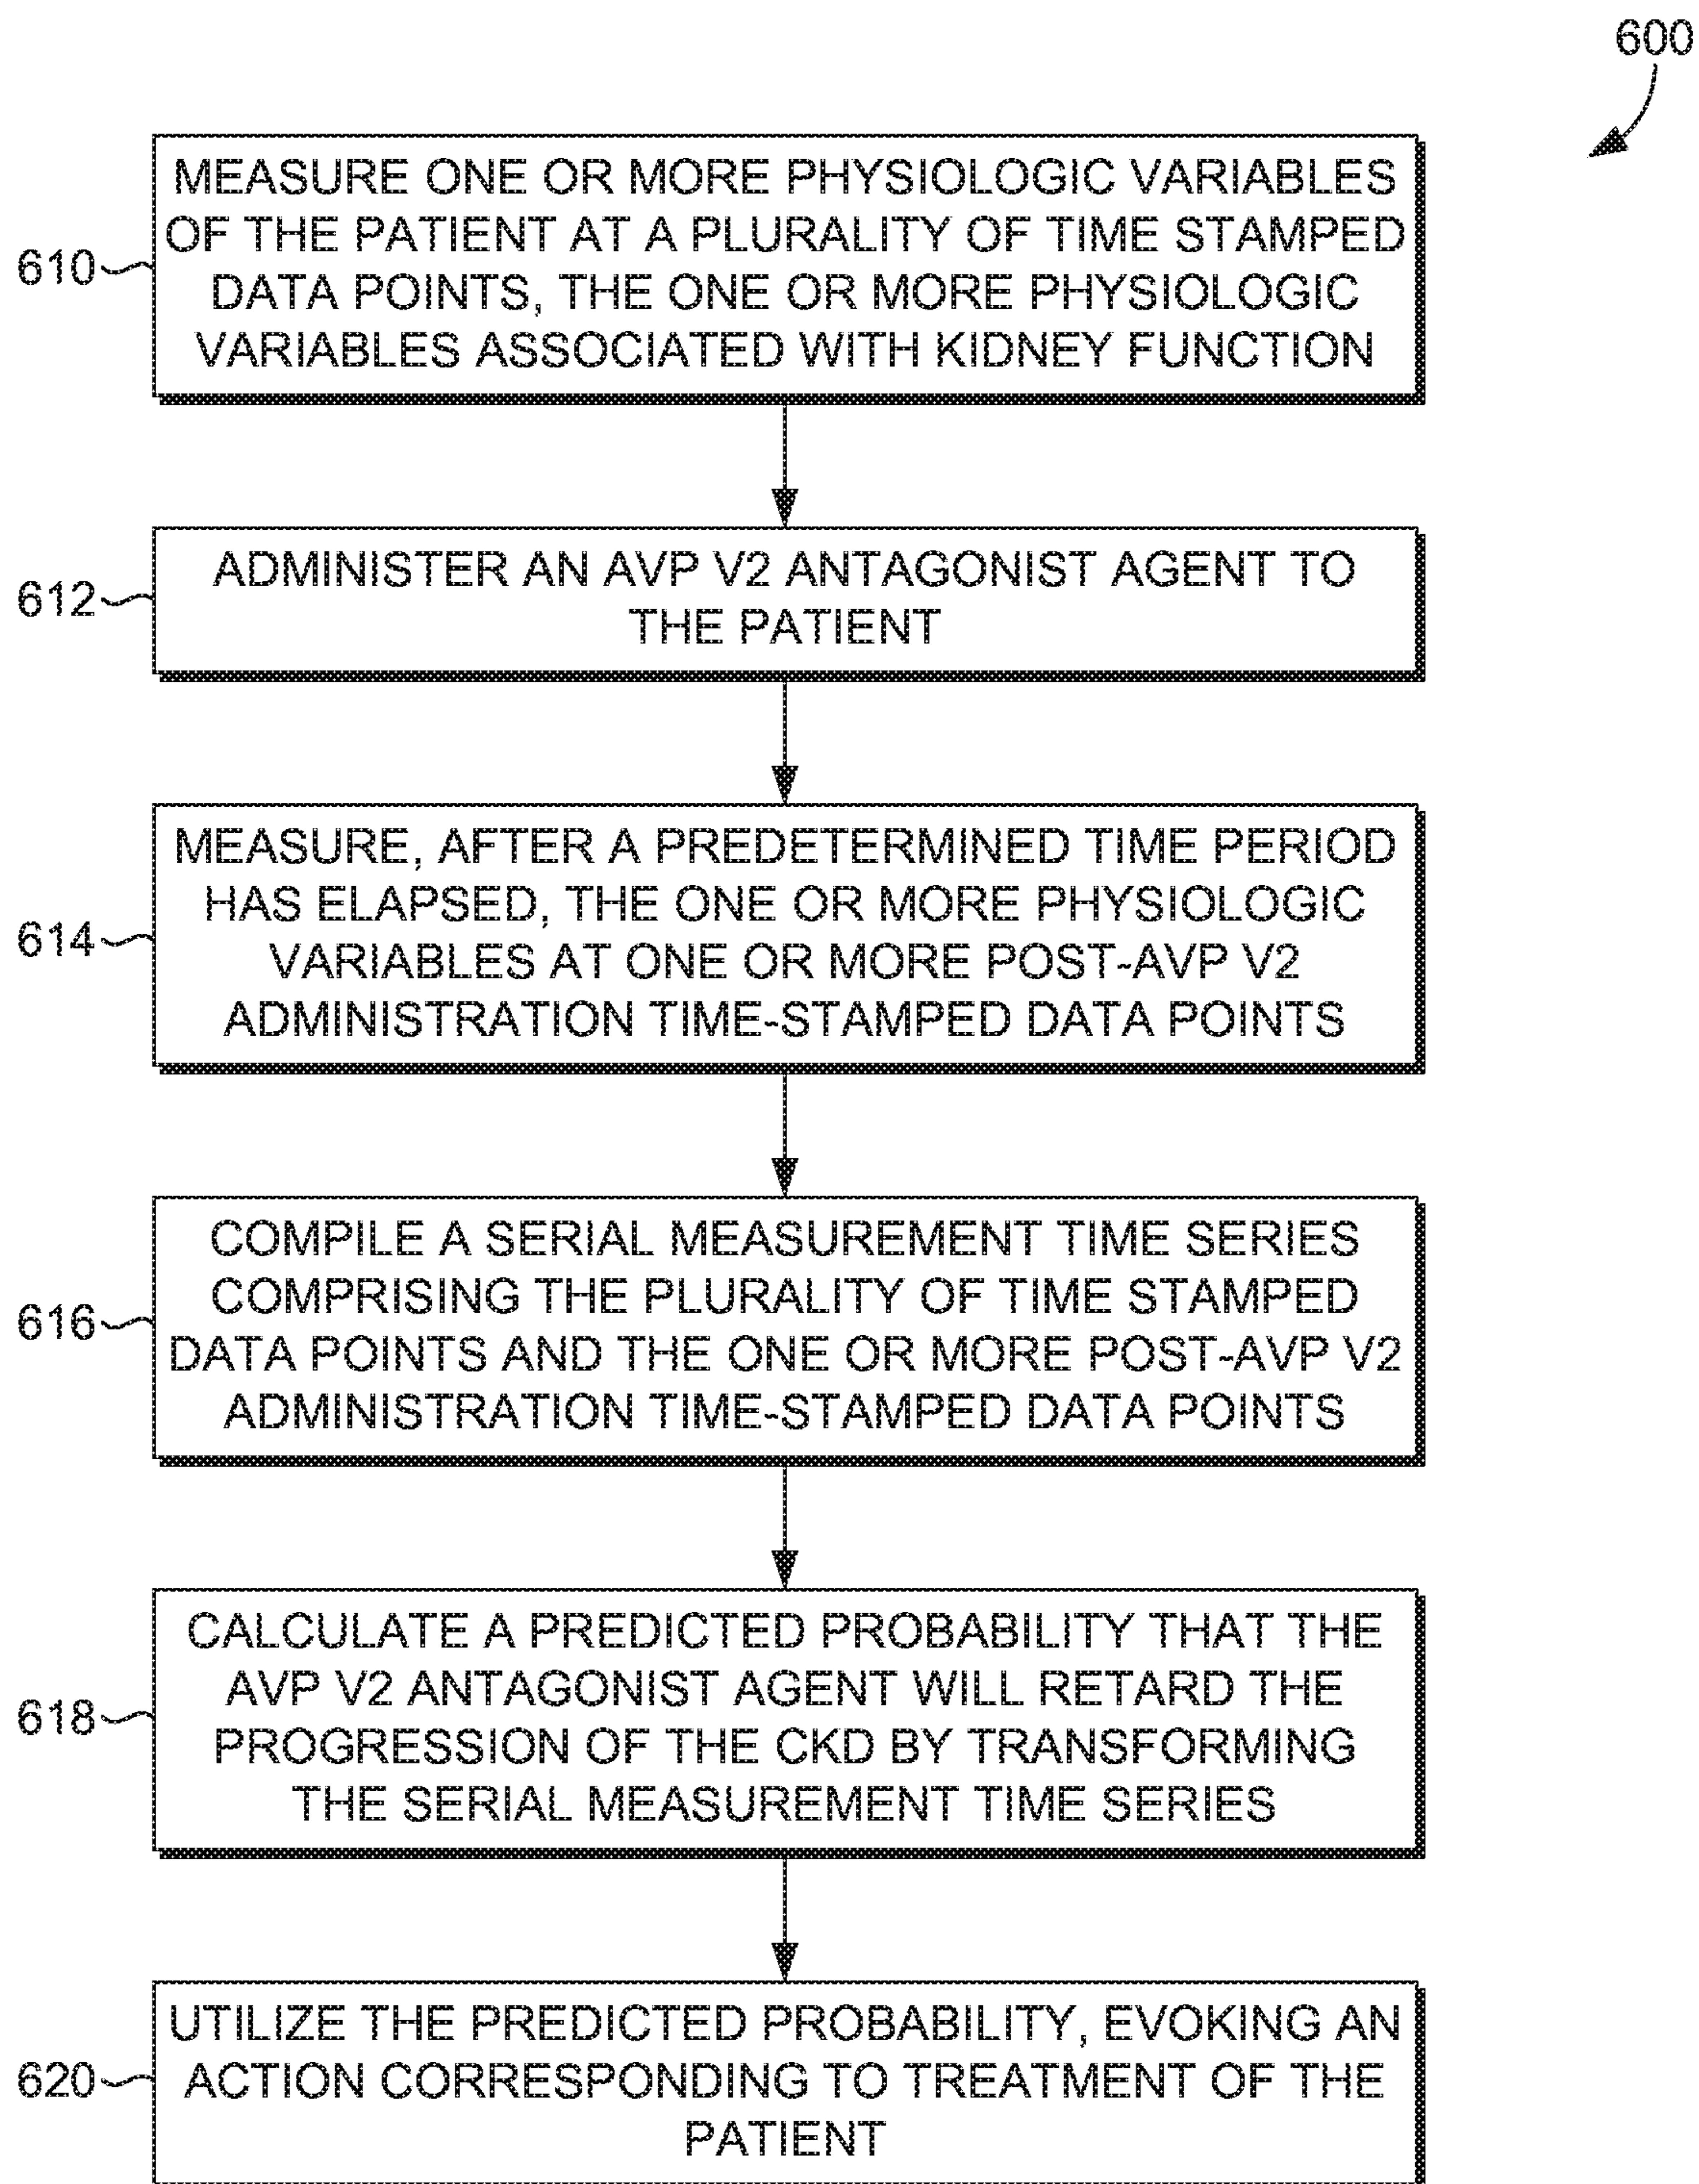 600
MEASURE ONE OR MORE PHYSIOLOGIC VARIABLES
OF THE PATIENT AT A PLURALITY OF TIME STAMPED
DATA POINTS, THE ONE OR MORE PHYSIOLOGIC
VARIABLES ASSOCIATED WITH KIDNEY FUNCTION
610
ADMINISTER AN AVP V2 ANTAGONIST AGENT TO
THE PATIENT
612
MEASURE, AFTER A PREDETERMINED TIME PERIOD
HAS ELAPSED, THE ONE OR MORE PHYSIOLOGIC
VARIABLES AT ONE OR MORE POST-AVP V2
ADMINISTRATION TIME-STAMPED DATA POINTS
614
COMPILE A SERIAL MEASUREMENT TIME SERIES
COMPRISING THE PLURALITY OF TIME STAMPED
DATA POINTS AND THE ONE OR MORE POST-AVP V2
ADMINISTRATION TIME-STAMPED DATA POINTS
616
CALCULATE A PREDICTED PROBABILITY THAT THE
AVP V2 ANTAGONIST AGENT WILL RETARD THE
PROGRESSION OF THE CKD BY TRANSFORMING
THE SERIAL MEASUREMENT TIME SERIES
618
UTILIZE THE PREDICTED PROBABILITY, EVOKING AN
ACTION CORRESPONDING TO TREATMENT OF THE
PATIENT
620